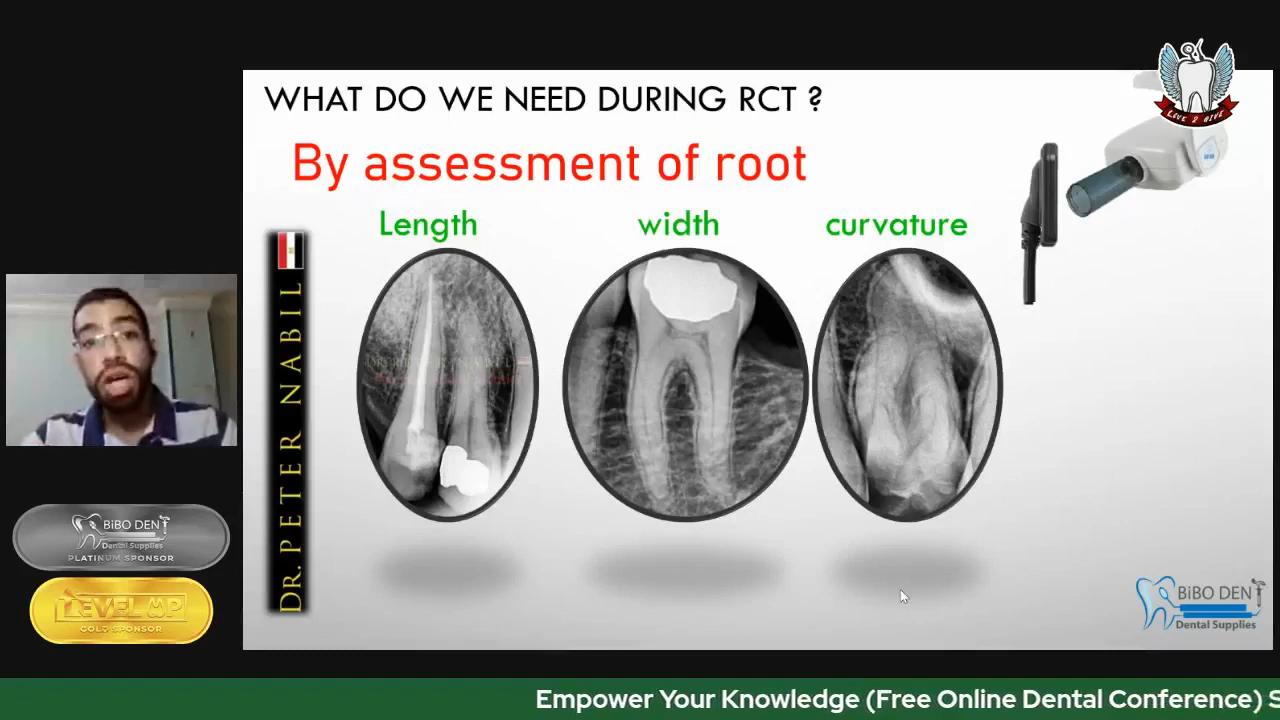 WHAT DO WE NEED DURING RCT ?
By assessment of root
Length
width
curvature
DR. PETER NABIL
LOVE 2 GIVE
BiBO DENT
Dental Supplies
PLATINUM SPONSOR
LEVEL UP
GOLD SPONSOR
BiBO DENT
Dental Supplies
Empower Your Knowledge (Free Online Dental Conference) S